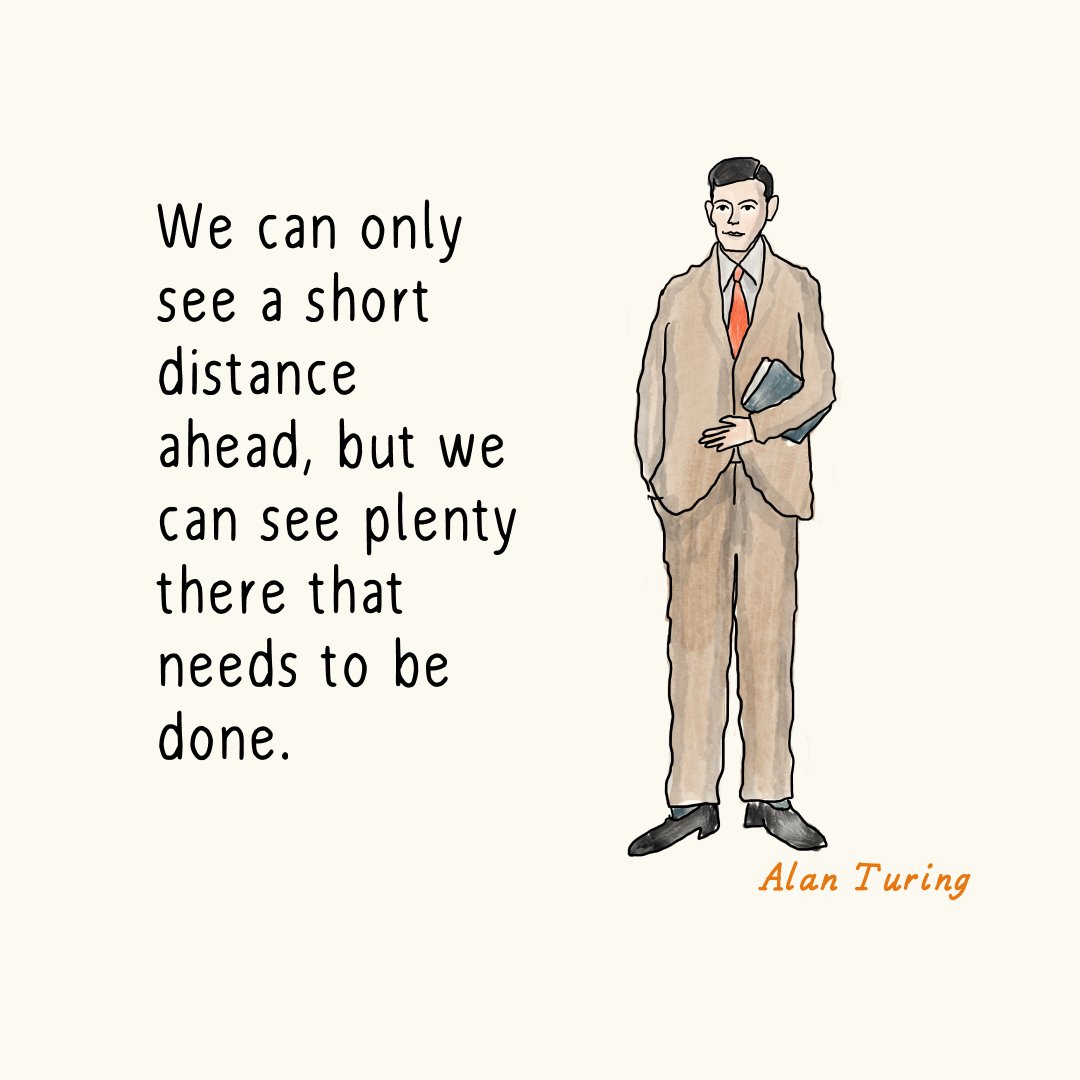 We can only
see a short
distance
ahead, but we
can see plenty
there that
needs to be
done.
Alan Turing